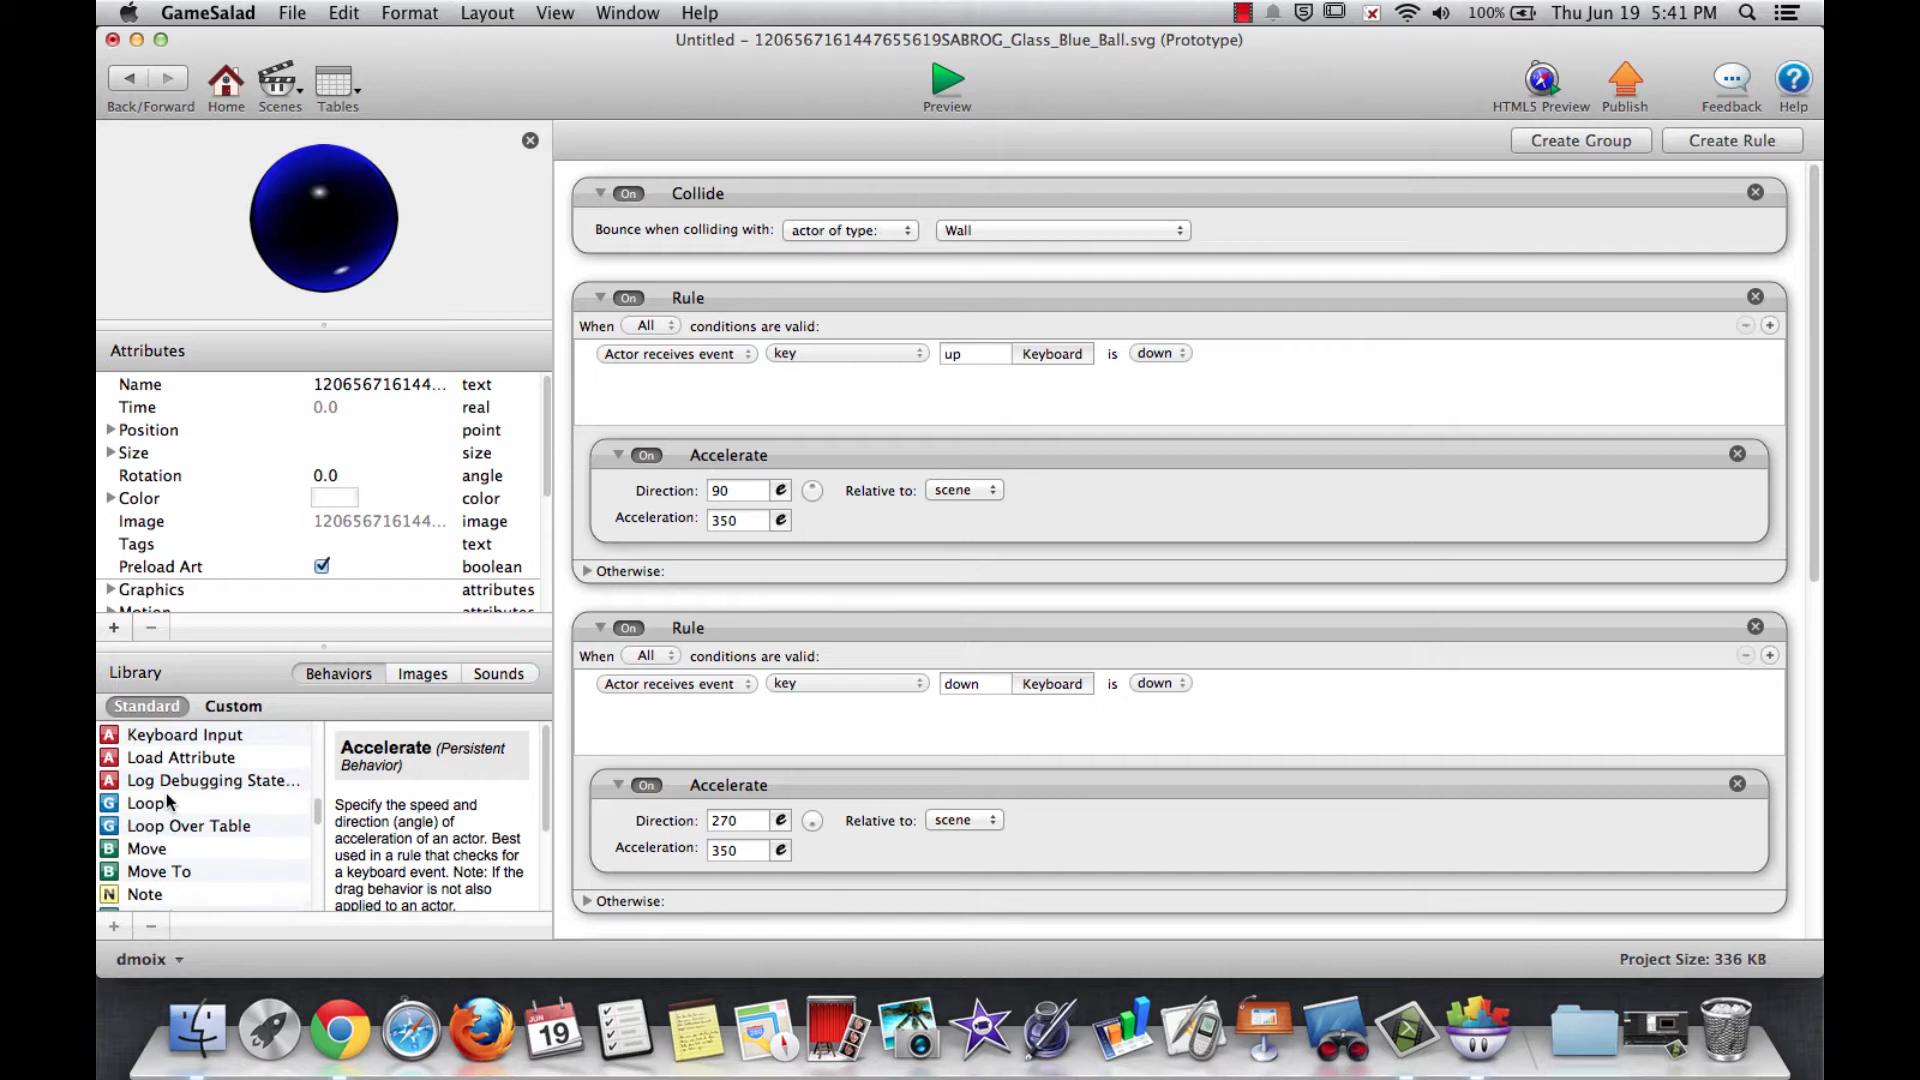 GameSalad File Edit Format Layout View Window Help 100% Thu Jun 19 5:41 PM
Untitled – 1206567161447655619SABROG_Glass_Blue_Ball.svg (Prototype)
Back/Forward Home Scenes Tables Preview HTML5 Preview Publish Feedback Help
Create Group Create Rule
Attributes
Name 120656716144... text
Time 0.0 real
Position point
Size size
Rotation 0.0 angle
Color color
Image 120656716144... image
Tags text
Preload Art boolean
Graphics attributes
Motion attributes
+ −
Library Behaviors Images Sounds
Standard Custom
A Keyboard Input
A Load Attribute
A Log Debugging State...
G Loop
G Loop Over Table
B Move
B Move To
N Note
Accelerate (Persistent
Behavior)
Specify the speed and
direction (angle) of
acceleration of an actor. Best
used in a rule that checks for
a keyboard event. Note: If the
drag behavior is not also
applied to an actor,
+ −
On Collide
Bounce when colliding with: actor of type: Wall
On Rule
When All conditions are valid:
Actor receives event key up Keyboard is down
On Accelerate
Direction: 90 e Relative to: scene
Acceleration: 350 e
Otherwise:
On Rule
When All conditions are valid:
Actor receives event key down Keyboard is down
On Accelerate
Direction: 270 e Relative to: scene
Acceleration: 350 e
Otherwise:
dmoix Project Size: 336 KB
JUN
19